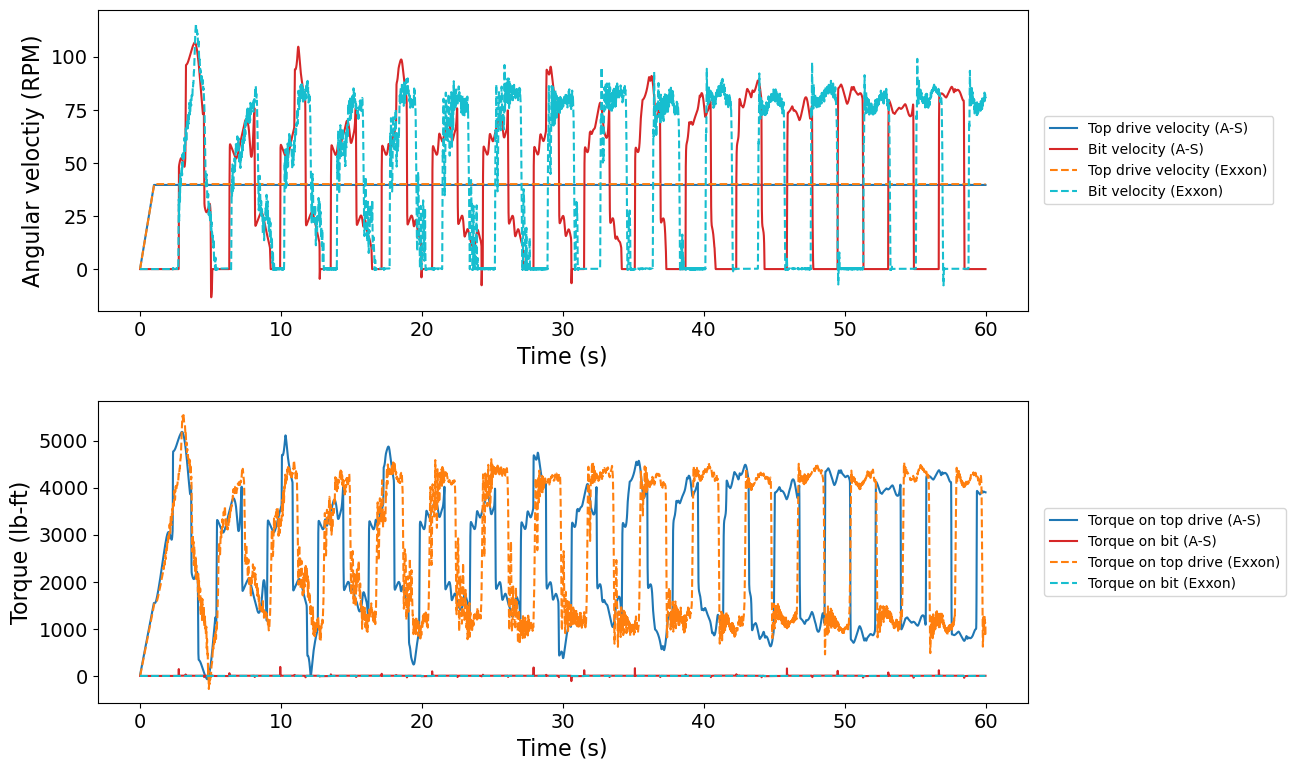 Angular veloctiy (RPM)
100
75
50
25
0
0 10 20 30 40 50 60
Time (s)
Top drive velocity (A-S)
Bit velocity (A-S)
Top drive velocity (Exxon)
Bit velocity (Exxon)
Torque (lb-ft)
5000
4000
3000
2000
1000
0
0 10 20 30 40 50 60
Time (s)
Torque on top drive (A-S)
Torque on bit (A-S)
Torque on top drive (Exxon)
Torque on bit (Exxon)